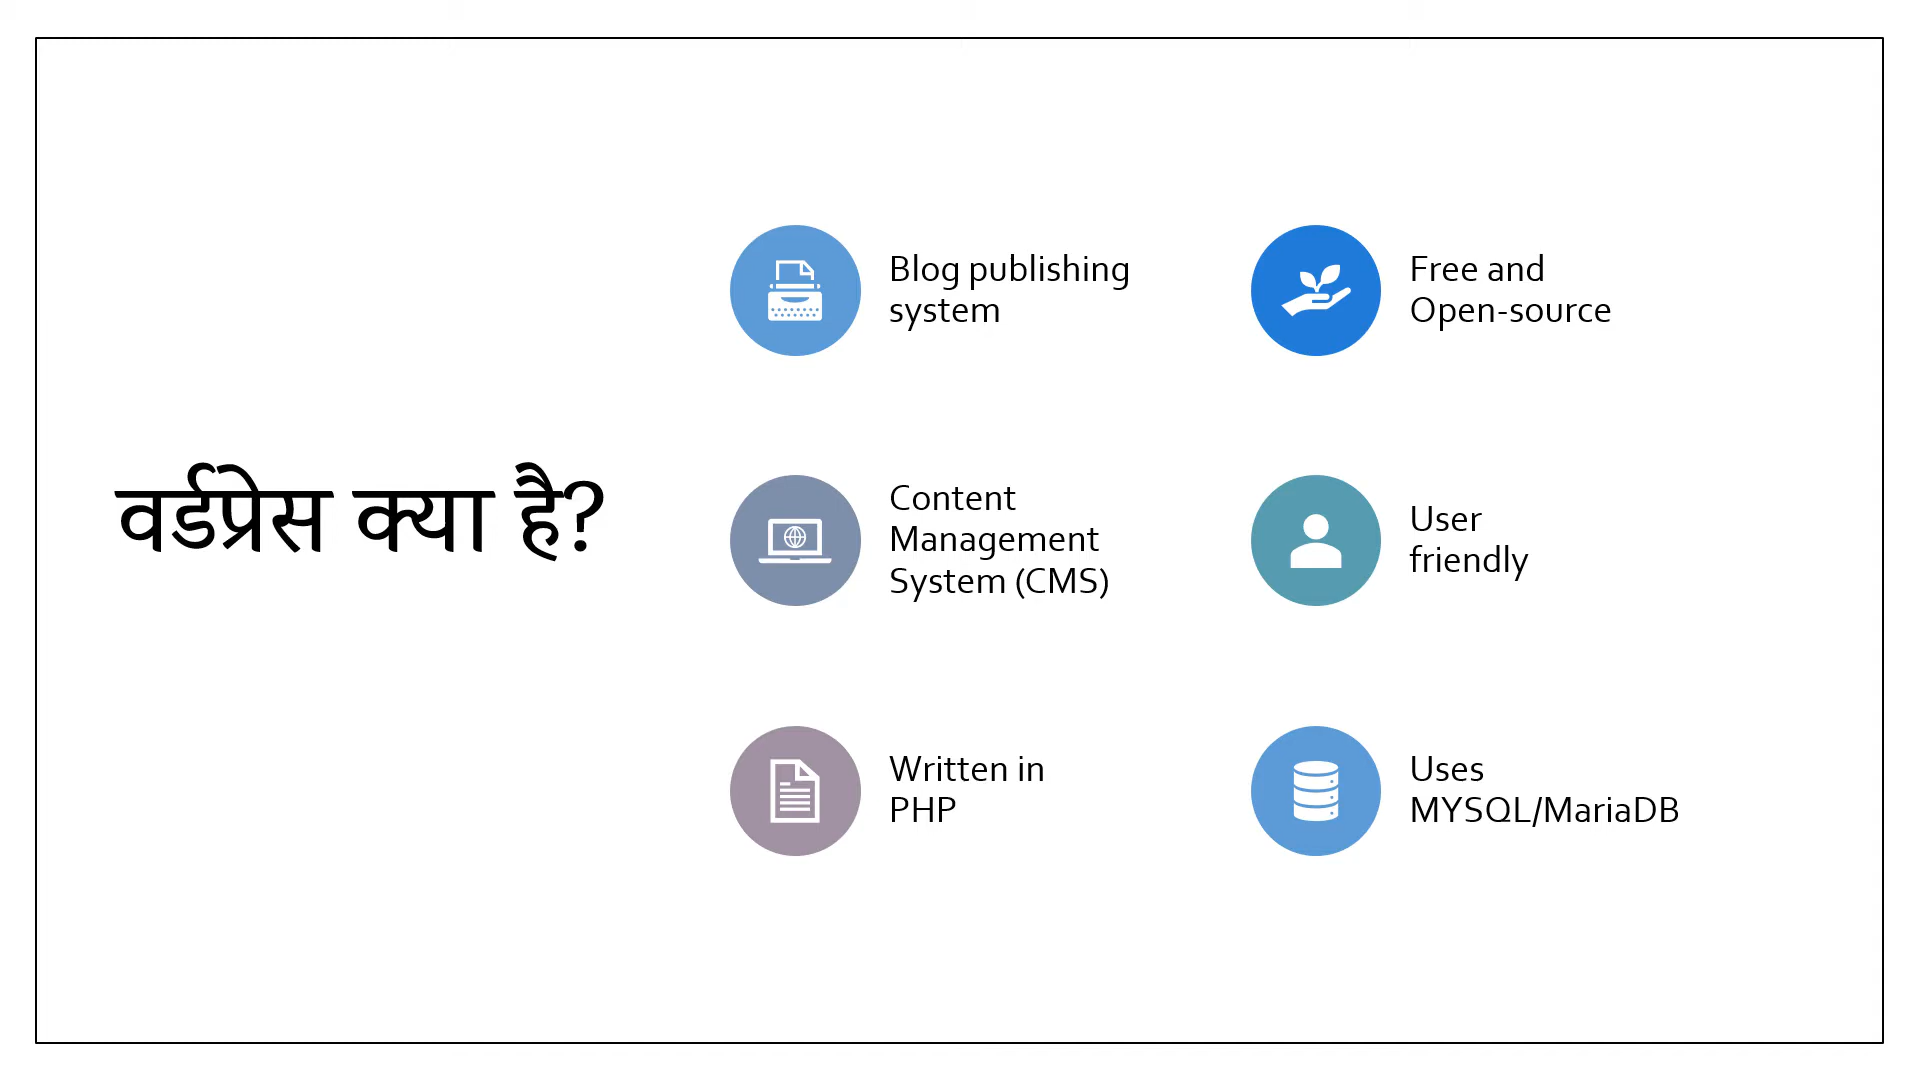 वर्डप्रेस क्या है?
Blog publishing
system
Free and
Open-source
Content
Management
System (CMS)
User
friendly
Written in
PHP
Uses
MYSQL/MariaDB